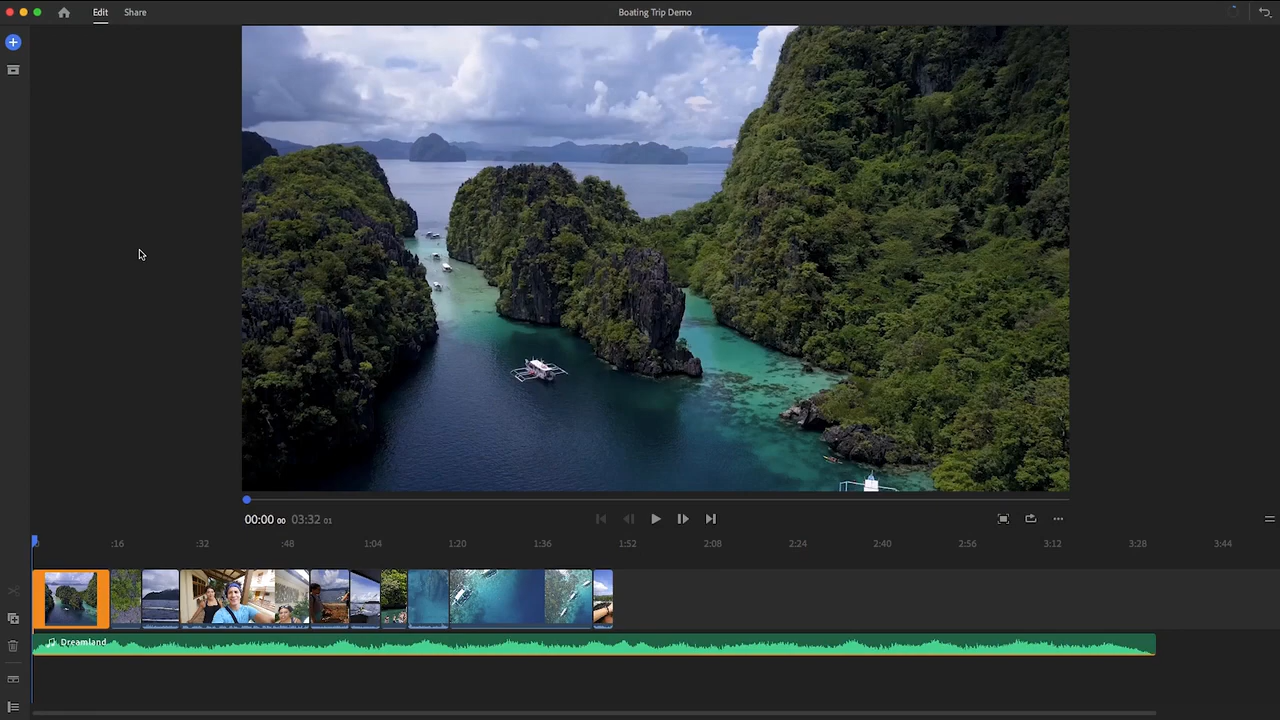 Edit Share Boating Trip Demo
00:00 00 03:32 01
:16 :32 :48 1:04 1:20 1:36 1:52 2:08 2:24 2:40 2:56 3:12 3:28 3:44
Dreamland